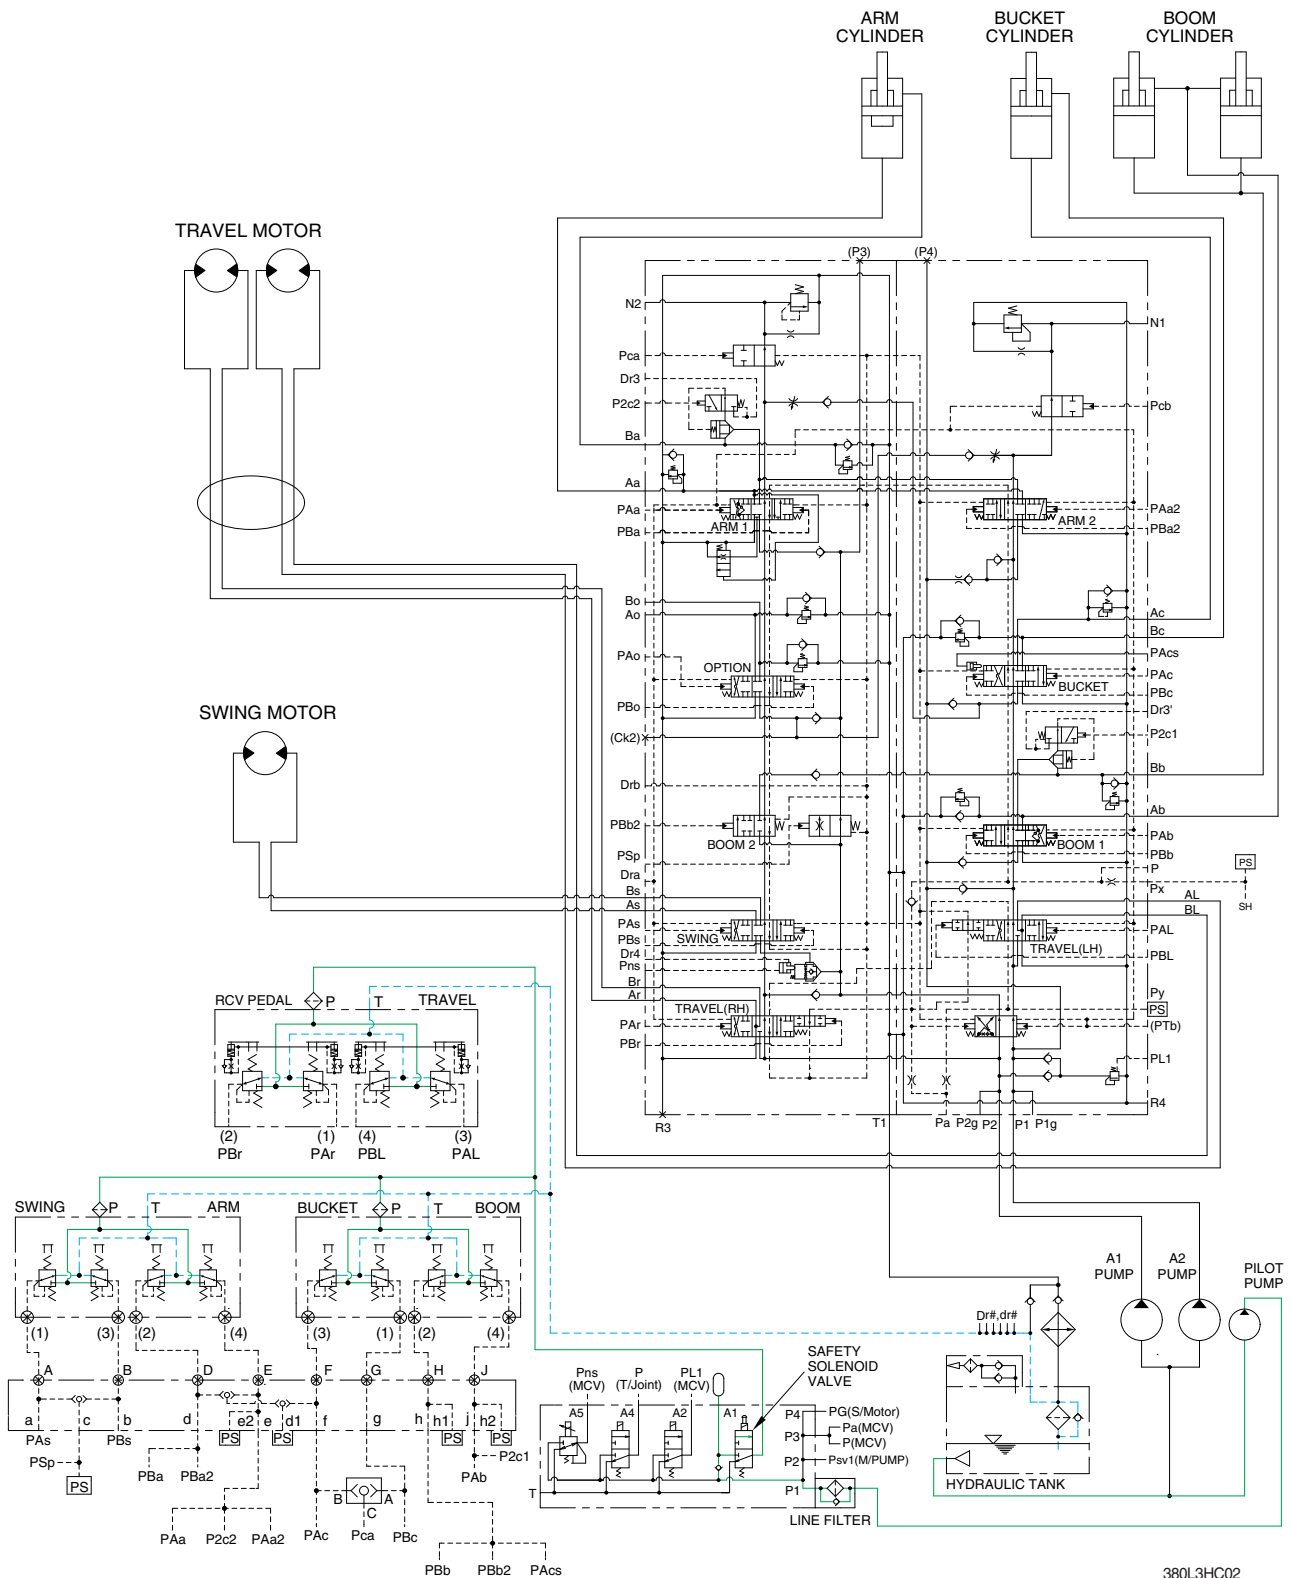 ARM
CYLINDER
BUCKET
CYLINDER
BOOM
CYLINDER
TRAVEL MOTOR
(P3)
(P4)
N2
N1
Pca
Dr3
P2c2
Pcb
Ba
Aa
PAa
ARM 1
PBa
ARM 2
PAa2
PBa2
Bo
Ao
Ac
Bc
PAo
OPTION
PAcs
PAc
BUCKET
PBo
PBc
Dr3'
(Ck2)
P2c1
SWING MOTOR
Drb
Bb
Ab
PBb2
BOOM 2
PAb
BOOM 1
PBb
PSp
P
PS
Dra
Px
SH
Bs
As
AL
BL
PAs
PBs
SWING
PAL
TRAVEL(LH)
Dr4
PBL
Pns
Br
Ar
Py
RCV PEDAL
P
T
TRAVEL
TRAVEL(RH)
PS
PAr
(PTb)
PBr
PL1
R4
R3
T1
Pa
P2g
P2
P1
P1g
(2)
(1)
(4)
(3)
PBr
PAr
PBL
PAL
SWING
P
T
ARM
BUCKET
P
T
BOOM
(1)
(3)
(2)
(4)
(3)
(1)
(2)
(4)
A1
PUMP
A2
PUMP
PILOT
PUMP
Dr#,dr#
A
B
D
E
F
G
H
J
a
c
b
d
e2
e
d1
f
g
h
h1
j
h2
PAs
PBs
PS
PS
PS
PS
PSp
PS
PBa
PBa2
P2c1
PAb
B
A
C
PAa
P2c2
PAa2
PAc
Pca
PBc
PBb
PBb2
PAcs
SAFETY
SOLENOID
VALVE
Pns
(MCV)
P
(T/Joint)
PL1
(MCV)
A5
A4
A2
A1
P4
PG(S/Motor)
P3
Pa(MCV)
P(MCV)
P2
Psv1(M/PUMP)
T
P1
LINE FILTER
HYDRAULIC TANK
380L3HC02